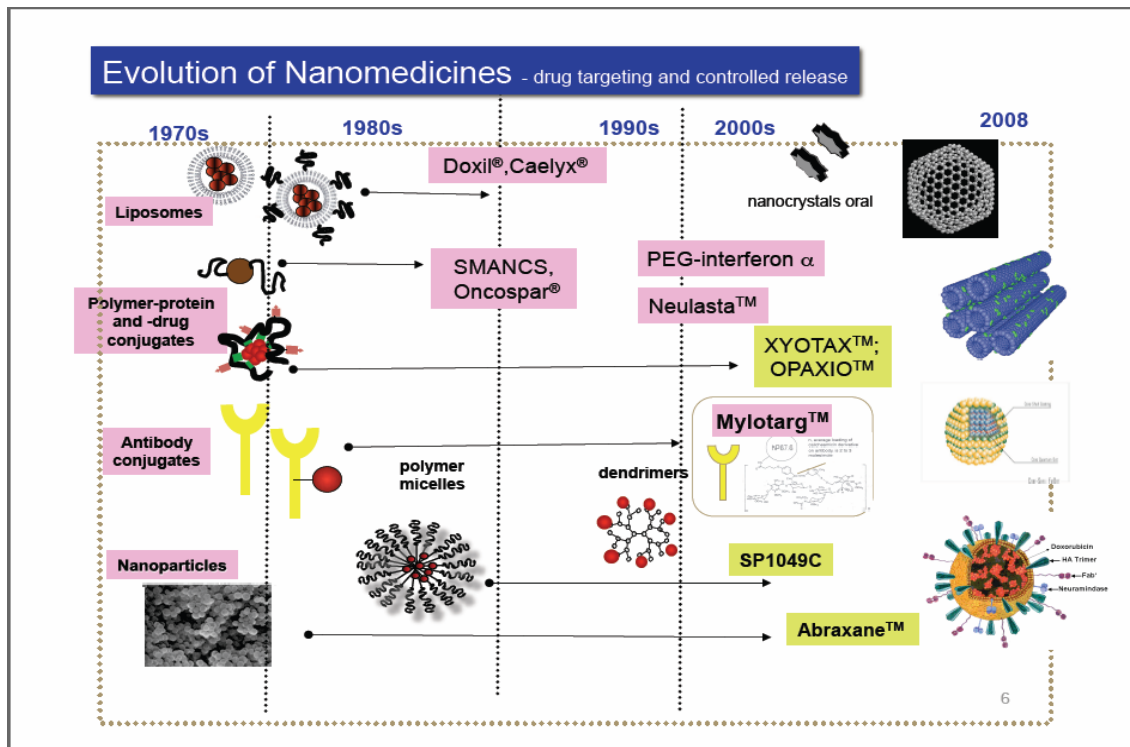 Evolution of Nanomedicines - drug targeting and controlled release
1970s
1980s
1990s
2000s
2008
Doxil®,Caelyx®
nanocrystals oral
Liposomes
SMANCS,
Oncospar®
PEG-interferon α
Neulasta™
Polymer-protein
and -drug
conjugates
XYOTAX™;
OPAXIO™
Antibody
conjugates
polymer
micelles
dendrimers
Mylotarg™
hP67.6
Nanoparticles
SP1049C
Abraxane™
Doxorubicin
HA Trimer
Fab'
Neuramindase
6